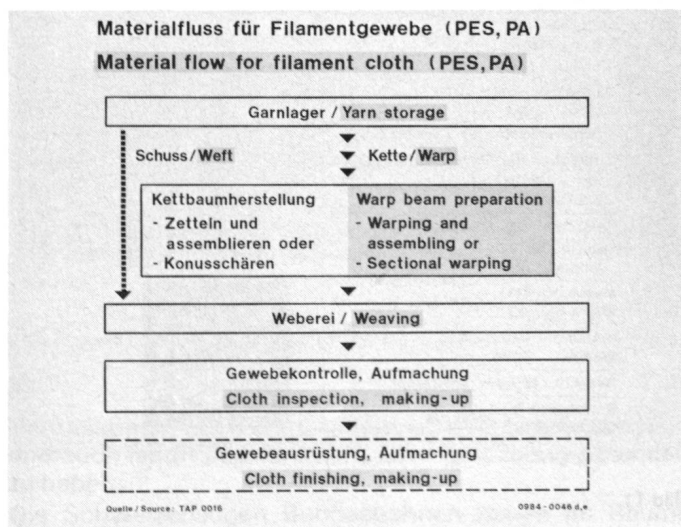 Materialfluss für Filamentgewebe (PES, PA)
Material flow for filament cloth (PES, PA)
Garnlager / Yarn storage
Schuss/Weft
Kette/Warp
Kettbaumherstellung
- Zetteln und
assemblieren oder
- Konusschären
Warp beam preparation
- Warping and
assembling or
- Sectional warping
Weberei / Weaving
Gewebekontrolle, Aufmachung
Cloth inspection, making-up
Gewebeausrüstung, Aufmachung
Cloth finishing, making-up
Quelle/Source: TAP 0016
0984-0046d,e